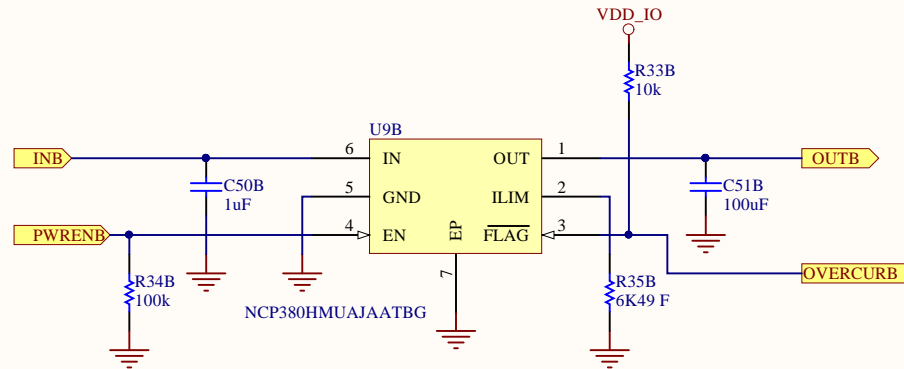 VDD_IO
R33B
10k
U9B
INB
6
IN
OUT
1
OUTB
C50B
1uF
5
GND
ILIM
2
C51B
100uF
PWRENB
4
EN
EP
FLAG
3
R34B
100k
7
R35B
6K49 F
OVERCURB
NCP380HMUAJAATBG